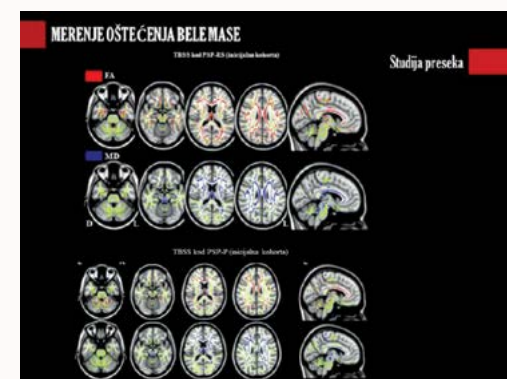 MERENJE OŠTEĆENJA BELE MASE
Studija preseka
TBSS kod PSP-RS (inicijalna kohorta)
FA
MD
D L L
TBSS kod PSP-P (inicijalna kohorta)